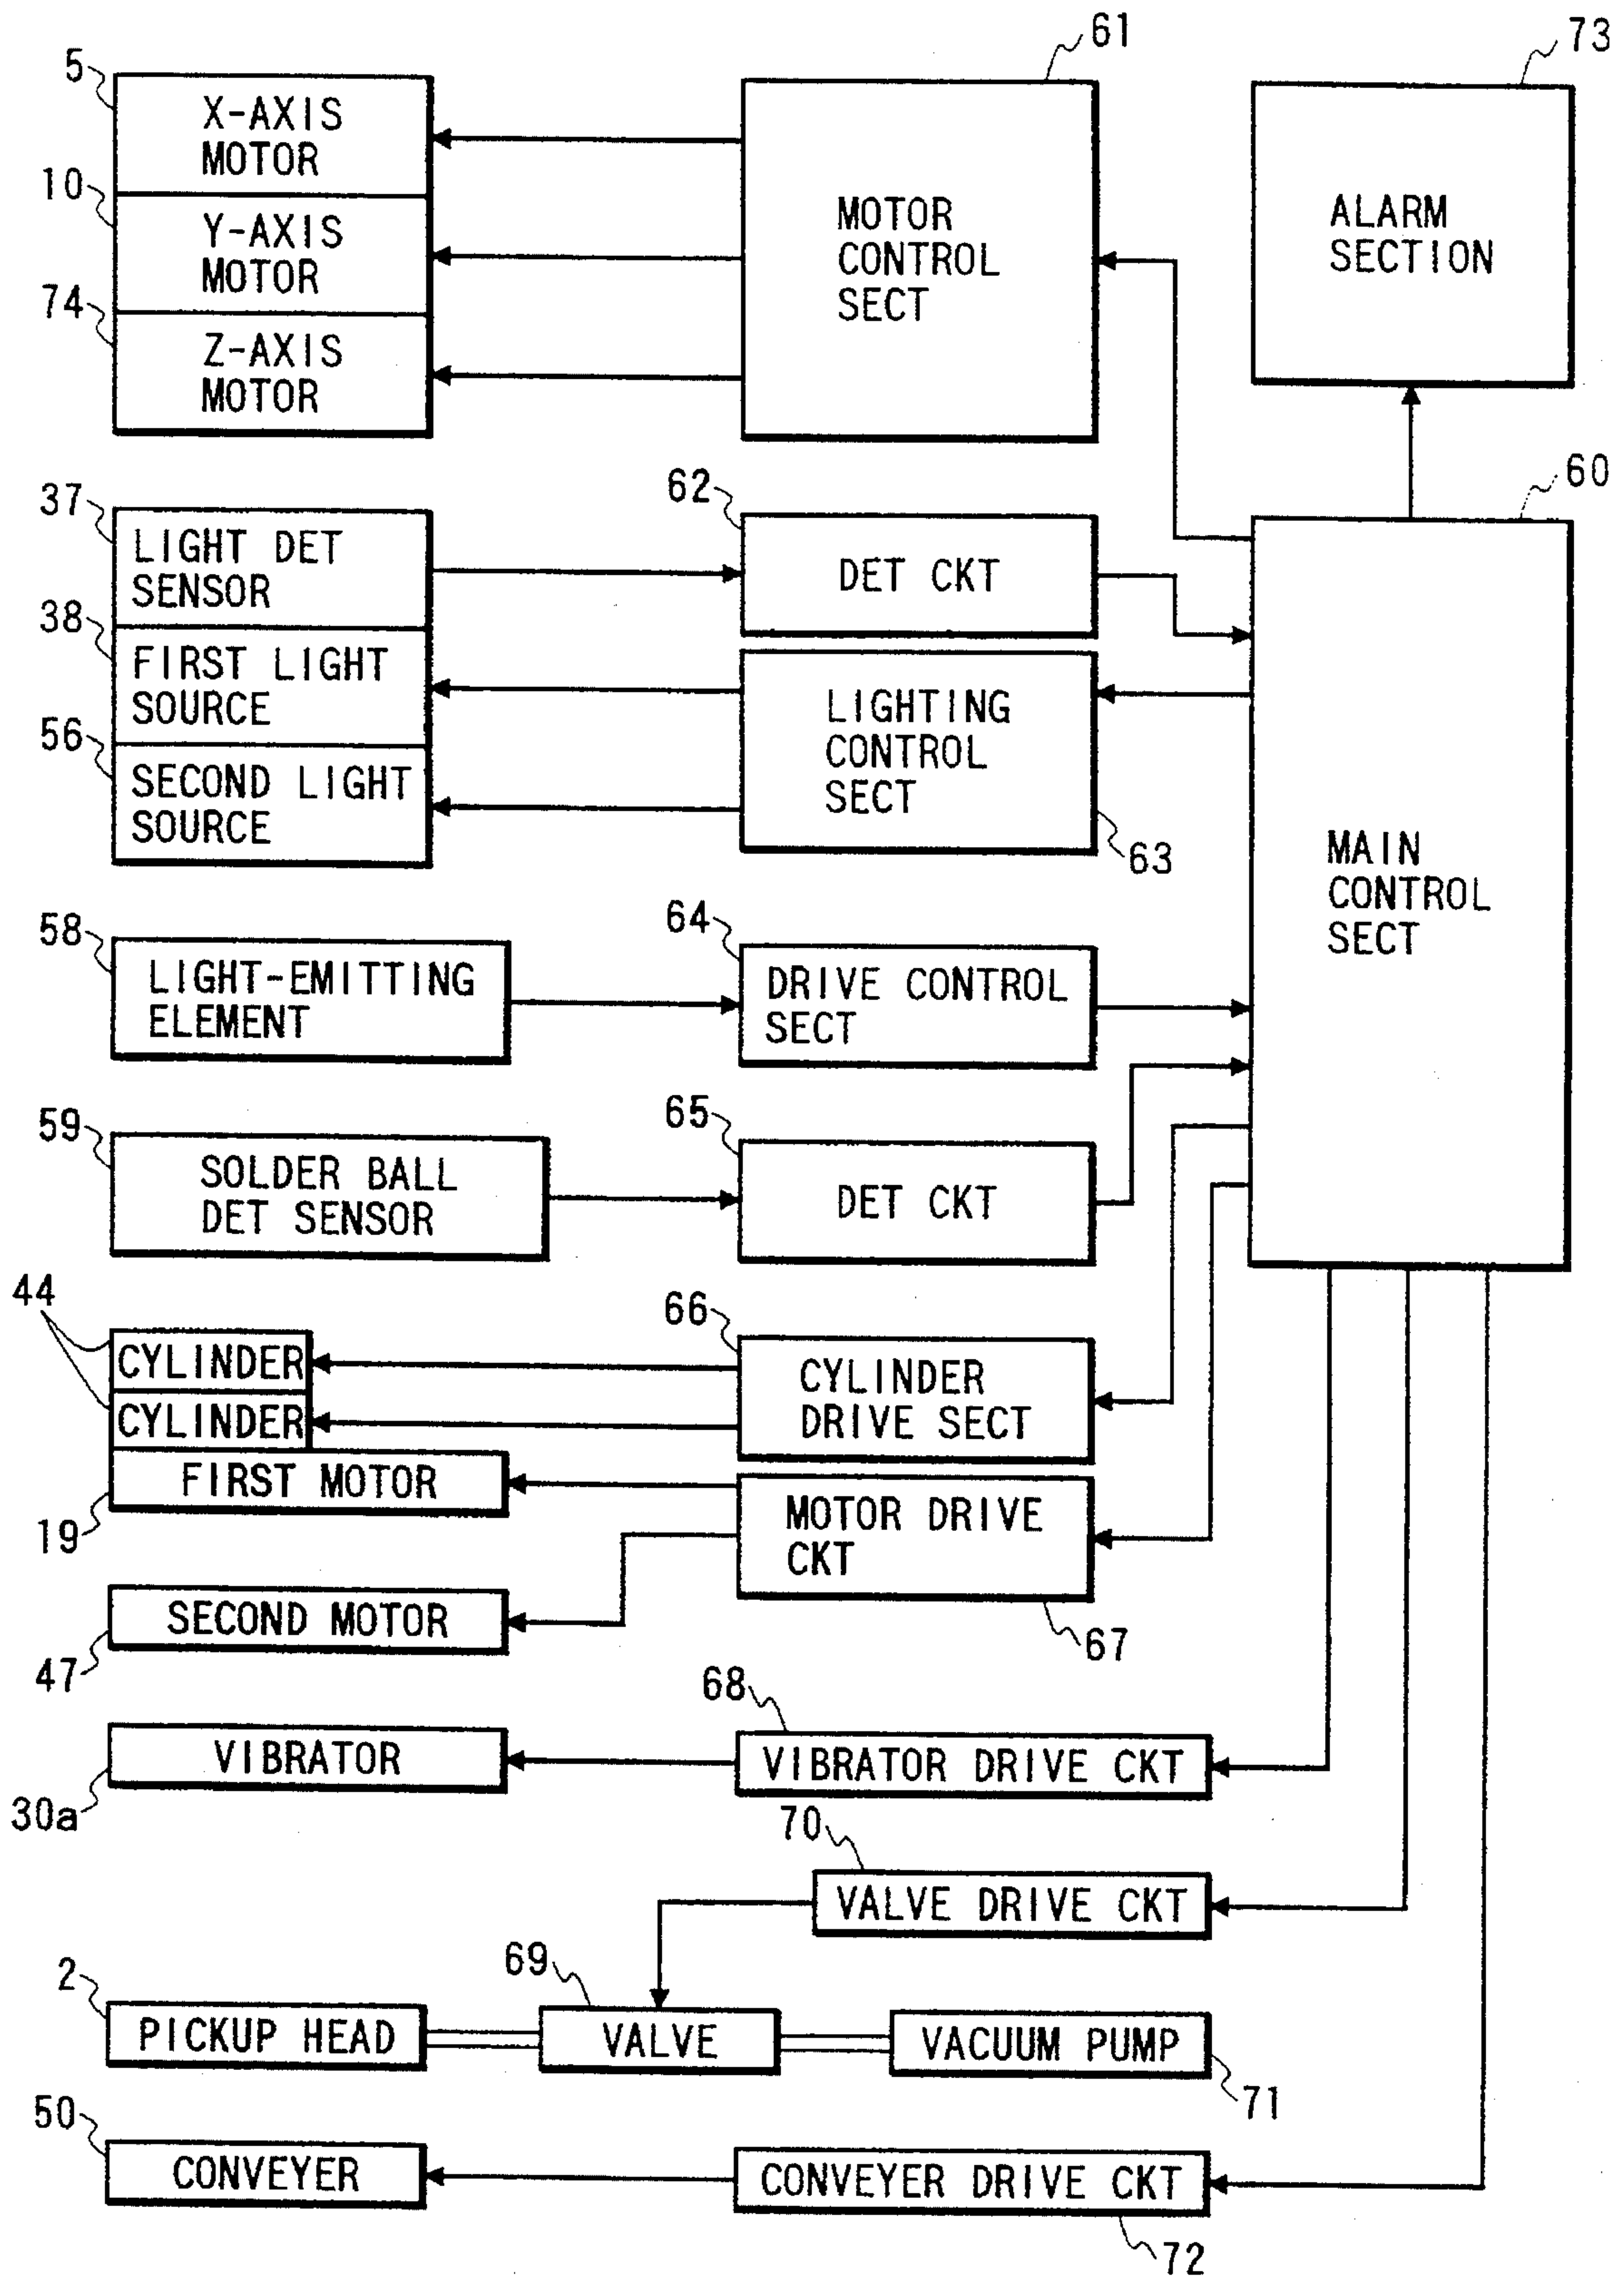 61
73
5
X-AXIS
MOTOR
10
Y-AXIS
MOTOR
74
Z-AXIS
MOTOR
MOTOR
CONTROL
SECT
ALARM
SECTION
60
37
LIGHT DET
SENSOR
62
DET CKT
38
FIRST LIGHT
SOURCE
56
SECOND LIGHT
SOURCE
LIGHTING
CONTROL
SECT
63
MAIN
CONTROL
SECT
58
LIGHT-EMITTING
ELEMENT
64
DRIVE CONTROL
SECT
59
SOLDER BALL
DET SENSOR
65
DET CKT
44
CYLINDER
CYLINDER
66
CYLINDER
DRIVE SECT
FIRST MOTOR
19
MOTOR DRIVE
CKT
67
SECOND MOTOR
47
68
VIBRATOR
30a
VIBRATOR DRIVE CKT
70
VALVE DRIVE CKT
2
PICKUP HEAD
69
VALVE
VACUUM PUMP
71
50
CONVEYER
CONVEYER DRIVE CKT
72